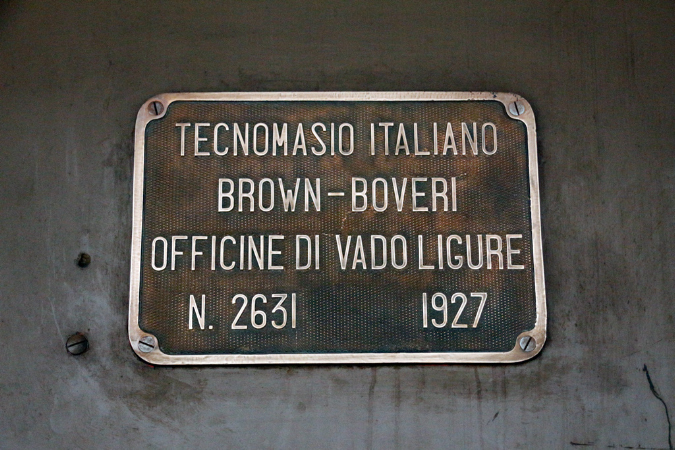 TECNOMASIO ITALIANO
BROWN-BOVERI
OFFICINE DI VADO LIGURE
N. 2631 1927